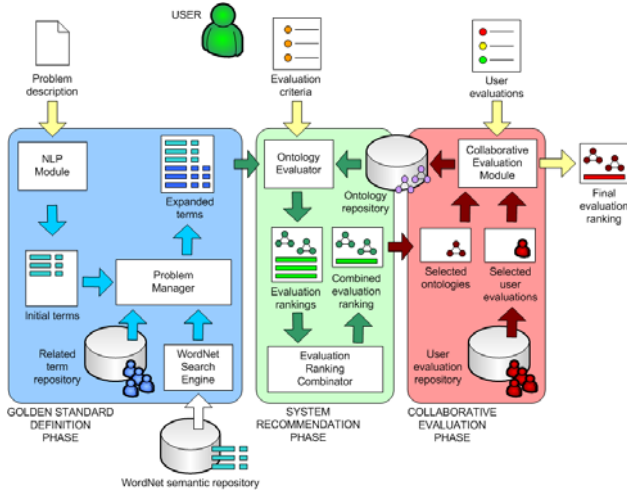 USER
Problem
description
Evaluation
criteria
User
evaluations
NLP
Module
Expanded
terms
Ontology
Evaluator
Ontology
repository
Collaborative
Evaluation
Module
Final
evaluation
ranking
Initial terms
Problem
Manager
Evaluation
rankings
Combined
evaluation
ranking
Selected
ontologies
Selected
user
evaluations
Related
term
repository
WordNet
Search
Engine
Evaluation
Ranking
Combinator
User
evaluation
repository
GOLDEN STANDARD
DEFINITION
PHASE
SYSTEM
RECOMMENDATION
PHASE
COLLABORATIVE
EVALUATION
PHASE
WordNet semantic repository